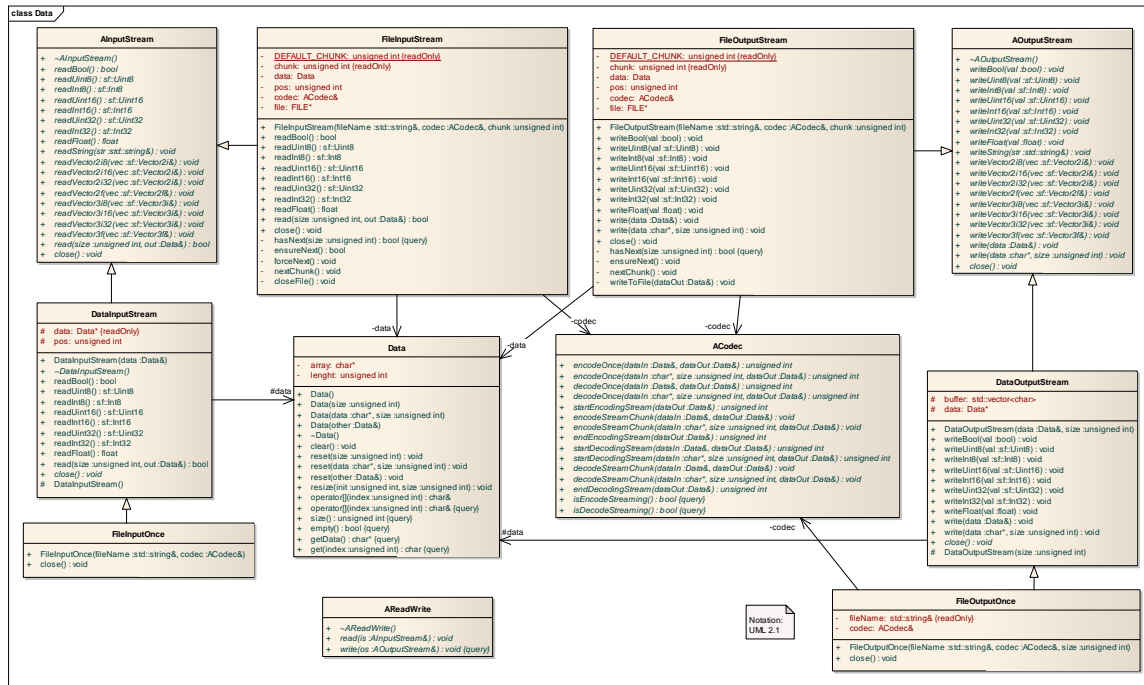 class Data
AInputStream
+ ~AInputStream()
+ readBool() : bool
+ readUint8() : sf::Uint8
+ readInt8() : sf::Int8
+ readUint16() : sf::Uint16
+ readInt16() : sf::Int16
+ readUint32() : sf::Uint32
+ readInt32() : sf::Int32
+ readFloat() : float
+ readString(str :std::string&) : void
+ readVector2i8(vec :sf::Vector2i&) : void
+ readVector2i16(vec :sf::Vector2i&) : void
+ readVector2i32(vec :sf::Vector2i&) : void
+ readVector2f(vec :sf::Vector2f&) : void
+ readVector3i8(vec :sf::Vector3i&) : void
+ readVector3i16(vec :sf::Vector3i&) : void
+ readVector3i32(vec :sf::Vector3i&) : void
+ readVector3f(vec :sf::Vector3f&) : void
+ read(size :unsigned int, out :Data&) : bool
+ close() : void
FileInputStream
- DEFAULT_CHUNK: unsigned int {readOnly}
- chunk: unsigned int {readOnly}
- data: Data
- pos: unsigned int
- codec: ACodec&
- file: FILE*
+ FileInputStream(fileName :std::string&, codec :ACodec&, chunk :unsigned int)
+ readBool() : bool
+ readUint8() : sf::Uint8
+ readInt8() : sf::Int8
+ readUint16() : sf::Uint16
+ readInt16() : sf::Int16
+ readUint32() : sf::Uint32
+ readInt32() : sf::Int32
+ readFloat() : float
+ read(size :unsigned int, out :Data&) : bool
+ close() : void
- hasNext(size :unsigned int) : bool {query}
- ensureNext() : bool
- forceNext() : void
- nextChunk() : void
- closeFile() : void
FileOutputStream
- DEFAULT_CHUNK: unsigned int {readOnly}
- chunk: unsigned int {readOnly}
- data: Data
- pos: unsigned int
- codec: ACodec&
- file: FILE*
+ FileOutputStream(fileName :std::string&, codec :ACodec&, chunk :unsigned int)
+ writeBool(val :bool) : void
+ writeUint8(val :sf::Uint8) : void
+ writeInt8(val :sf::Int8) : void
+ writeUint16(val :sf::Uint16) : void
+ writeInt16(val :sf::Int16) : void
+ writeUint32(val :sf::Uint32) : void
+ writeInt32(val :sf::Int32) : void
+ writeFloat(val :float) : void
+ write(data :Data&) : void
+ write(data :char*, size :unsigned int) : void
+ close() : void
- hasNext(size :unsigned int) : bool {query}
- ensureNext() : void
- nextChunk() : void
- writeToFile(dataOut :Data&) : void
AOutputStream
+ ~AOutputStream()
+ writeBool(val :bool) : void
+ writeUint8(val :sf::Uint8) : void
+ writeInt8(val :sf::Int8) : void
+ writeUint16(val :sf::Uint16) : void
+ writeInt16(val :sf::Int16) : void
+ writeUint32(val :sf::Uint32) : void
+ writeInt32(val :sf::Int32) : void
+ writeFloat(val :float) : void
+ writeString(str :std::string&) : void
+ writeVector2i8(vec :sf::Vector2i&) : void
+ writeVector2i16(vec :sf::Vector2i&) : void
+ writeVector2i32(vec :sf::Vector2i&) : void
+ writeVector2f(vec :sf::Vector2f&) : void
+ writeVector3i8(vec :sf::Vector3i&) : void
+ writeVector3i16(vec :sf::Vector3i&) : void
+ writeVector3i32(vec :sf::Vector3i&) : void
+ writeVector3f(vec :sf::Vector3f&) : void
+ write(data :Data&) : void
+ write(data :char*, size :unsigned int) : void
+ close() : void
DataInputStream
# data: Data* {readOnly}
# pos: unsigned int
+ DataInputStream(data :Data&)
+ ~DataInputStream()
+ readBool() : bool
+ readUint8() : sf::Uint8
+ readInt8() : sf::Int8
+ readUint16() : sf::Uint16
+ readInt16() : sf::Int16
+ readUint32() : sf::Uint32
+ readInt32() : sf::Int32
+ readFloat() : float
+ read(size :unsigned int, out :Data&) : bool
+ close() : void
# DataInputStream()
-data
-codec
-data
-codec
#data
Data
- array: char*
- lenght: unsigned int
+ Data()
+ Data(size :unsigned int)
+ Data(data :char*, size :unsigned int)
+ Data(other :Data&)
+ ~Data()
+ clear() : void
+ reset(size :unsigned int) : void
+ reset(data :char*, size :unsigned int) : void
+ reset(other :Data&) : void
+ resize(init :unsigned int, size :unsigned int) : void
+ operator[](index :unsigned int) : char&
+ operator[](index :unsigned int) : char& {query}
+ size() : unsigned int {query}
+ empty() : bool {query}
+ getData() : char* {query}
+ get(index :unsigned int) : char {query}
ACodec
+ encodeOnce(dataIn :Data&, dataOut :Data&) : unsigned int
+ encodeOnce(dataIn :char*, size :unsigned int, dataOut :Data&) : unsigned int
+ decodeOnce(dataIn :Data&, dataOut :Data&) : unsigned int
+ decodeOnce(dataIn :char*, size :unsigned int, dataOut :Data&) : unsigned int
+ startEncodingStream(dataOut :Data&) : unsigned int
+ encodeStreamChunk(dataIn :Data&, dataOut :Data&) : void
+ encodeStreamChunk(dataIn :char*, size :unsigned int, dataOut :Data&) : void
+ endEncodingStream(dataOut :Data&) : unsigned int
+ startDecodingStream(dataIn :Data&, dataOut :Data&) : unsigned int
+ startDecodingStream(dataIn :char*, size :unsigned int, dataOut :Data&) : unsigned int
+ decodeStreamChunk(dataIn :Data&, dataOut :Data&) : void
+ decodeStreamChunk(dataIn :char*, size :unsigned int, dataOut :Data&) : void
+ endDecodingStream(dataOut :Data&) : unsigned int
+ isEncodeStreaming() : bool {query}
+ isDecodeStreaming() : bool {query}
DataOutputStream
# buffer: std::vector<char>
# data: Data*
+ DataOutputStream(data :Data&, size :unsigned int)
+ writeBool(val :bool) : void
+ writeUint8(val :sf::Uint8) : void
+ writeInt8(val :sf::Int8) : void
+ writeUint16(val :sf::Uint16) : void
+ writeInt16(val :sf::Int16) : void
+ writeUint32(val :sf::Uint32) : void
+ writeInt32(val :sf::Int32) : void
+ writeFloat(val :float) : void
+ write(data :Data&) : void
+ write(data :char*, size :unsigned int) : void
+ close() : void
# DataOutputStream(size :unsigned int)
#data
-codec
FileInputOnce
+ FileInputOnce(fileName :std::string&, codec :ACodec&)
+ close() : void
AReadWrite
+ ~AReadWrite()
+ read(is :AInputStream&) : void
+ write(os :AOutputStream&) : void {query}
Notation:
UML 2.1
FileOutputOnce
- fileName: std::string& {readOnly}
- codec: ACodec&
+ FileOutputOnce(fileName :std::string&, codec :ACodec&, size :unsigned int)
+ close() : void